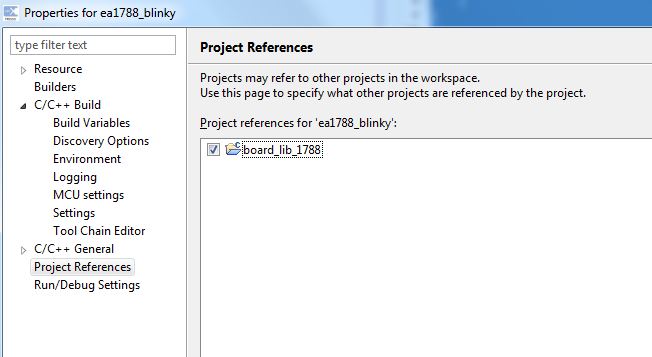 Properties for ea1788_blinky
type filter text
Resource
Builders
C/C++ Build
Build Variables
Discovery Options
Environment
Logging
MCU settings
Settings
Tool Chain Editor
C/C++ General
Project References
Run/Debug Settings
Project References
Projects may refer to other projects in the workspace.
Use this page to specify what other projects are referenced by the project.
Project references for 'ea1788_blinky':
board_lib_1788